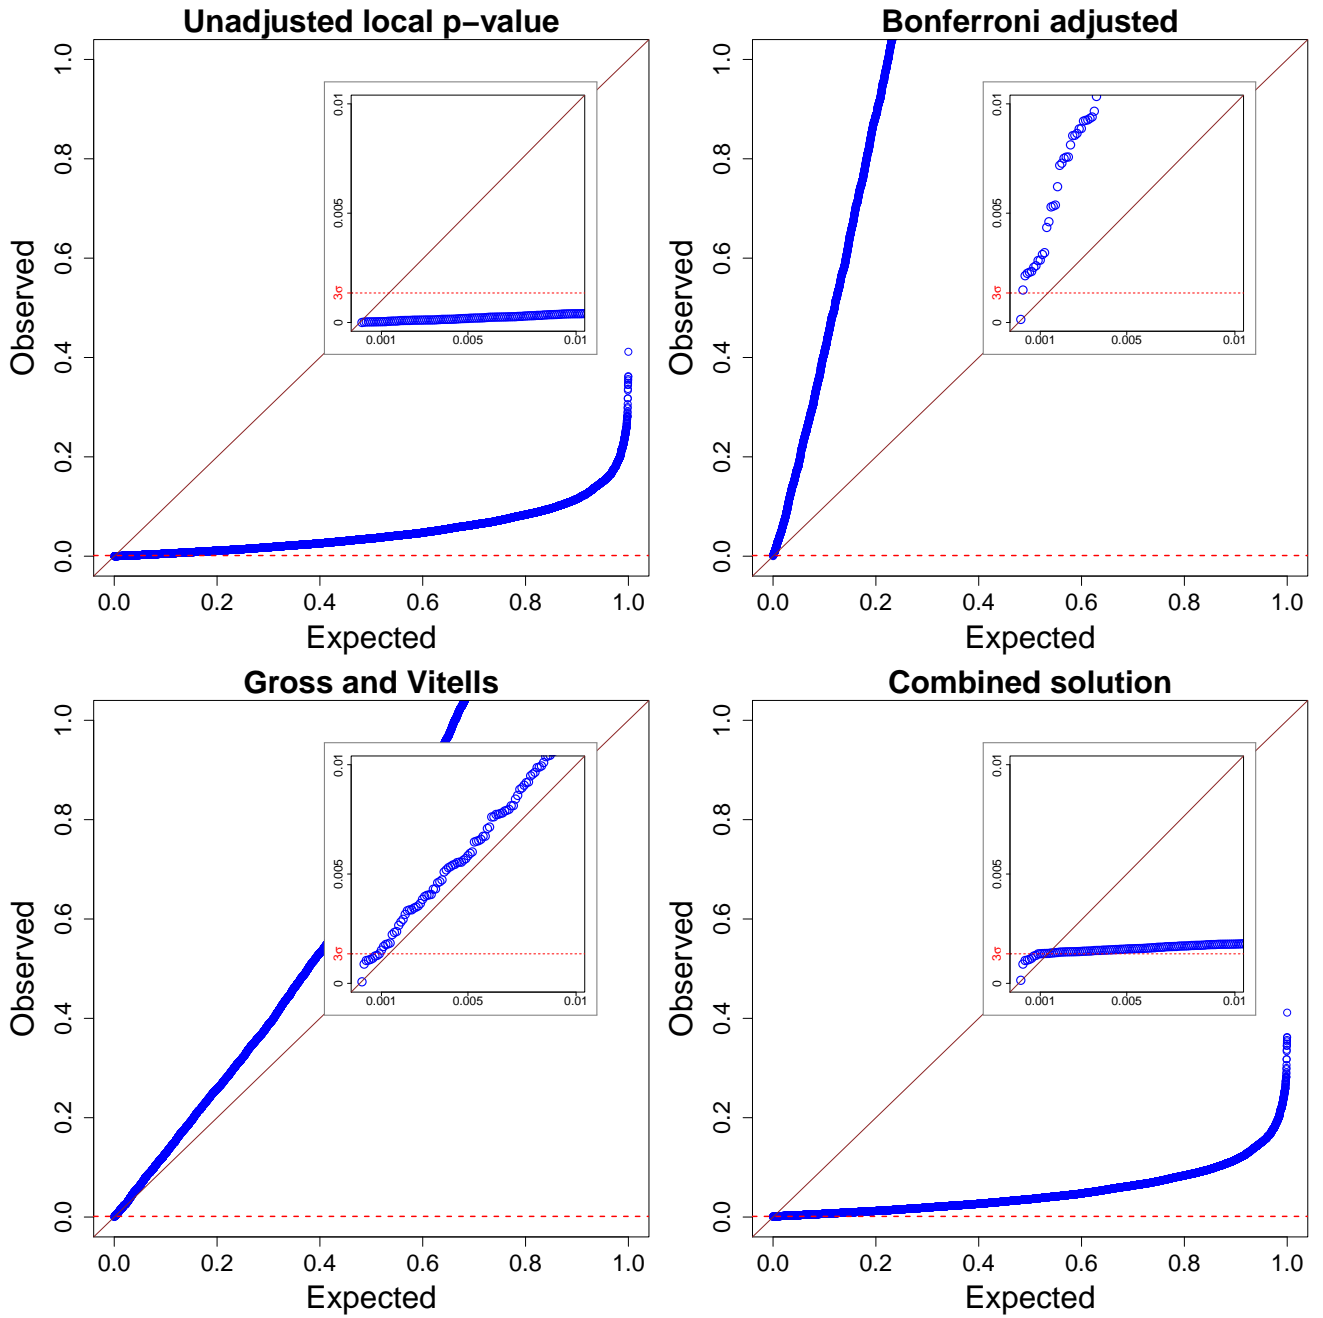 Unadjusted local p−value
Observed
0.0 0.2 0.4 0.6 0.8 1.0
0 3σ 0.005 0.01
0.001 0.005 0.01
0.0 0.2 0.4 0.6 0.8 1.0
Expected
Bonferroni adjusted
Observed
0.0 0.2 0.4 0.6 0.8 1.0
0 3σ 0.005 0.01
0.001 0.005 0.01
0.0 0.2 0.4 0.6 0.8 1.0
Expected
Gross and Vitells
Observed
0.0 0.2 0.4 0.6 0.8 1.0
0 3σ 0.005 0.01
0.001 0.005 0.01
0.0 0.2 0.4 0.6 0.8 1.0
Expected
Combined solution
Observed
0.0 0.2 0.4 0.6 0.8 1.0
0 3σ 0.005 0.01
0.001 0.005 0.01
0.0 0.2 0.4 0.6 0.8 1.0
Expected